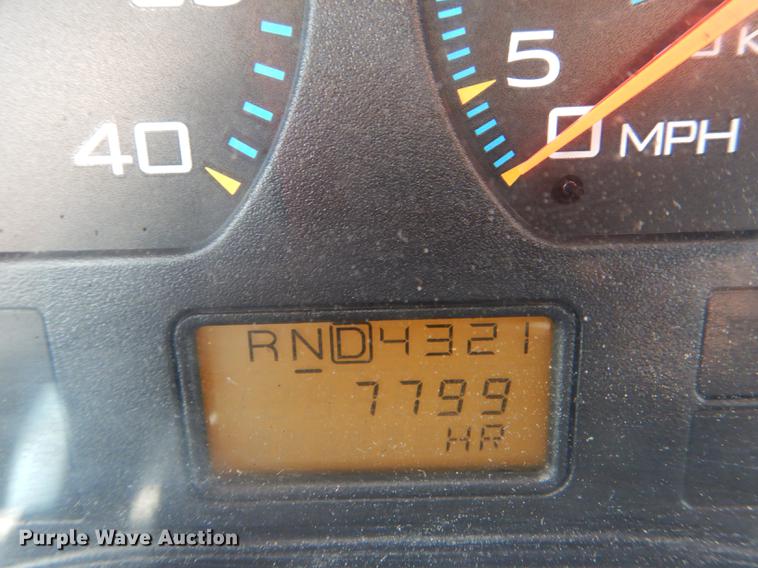 5
40
0 MPH
RND4321
7799
HR
Purple Wave Auction